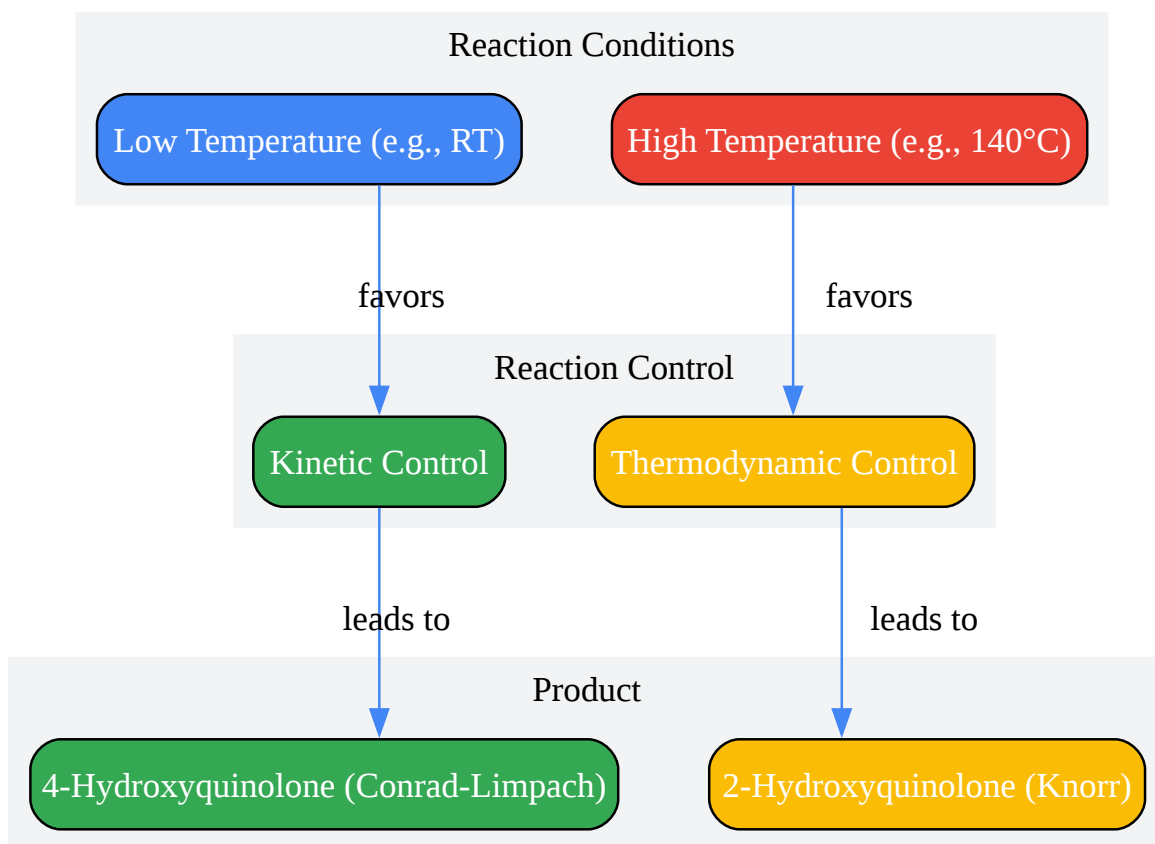 Reaction Conditions
Low Temperature (e.g., RT)
High Temperature (e.g., 140°C)
favors
favors
Reaction Control
Kinetic Control
Thermodynamic Control
leads to
leads to
Product
4-Hydroxyquinolone (Conrad-Limpach)
2-Hydroxyquinolone (Knorr)